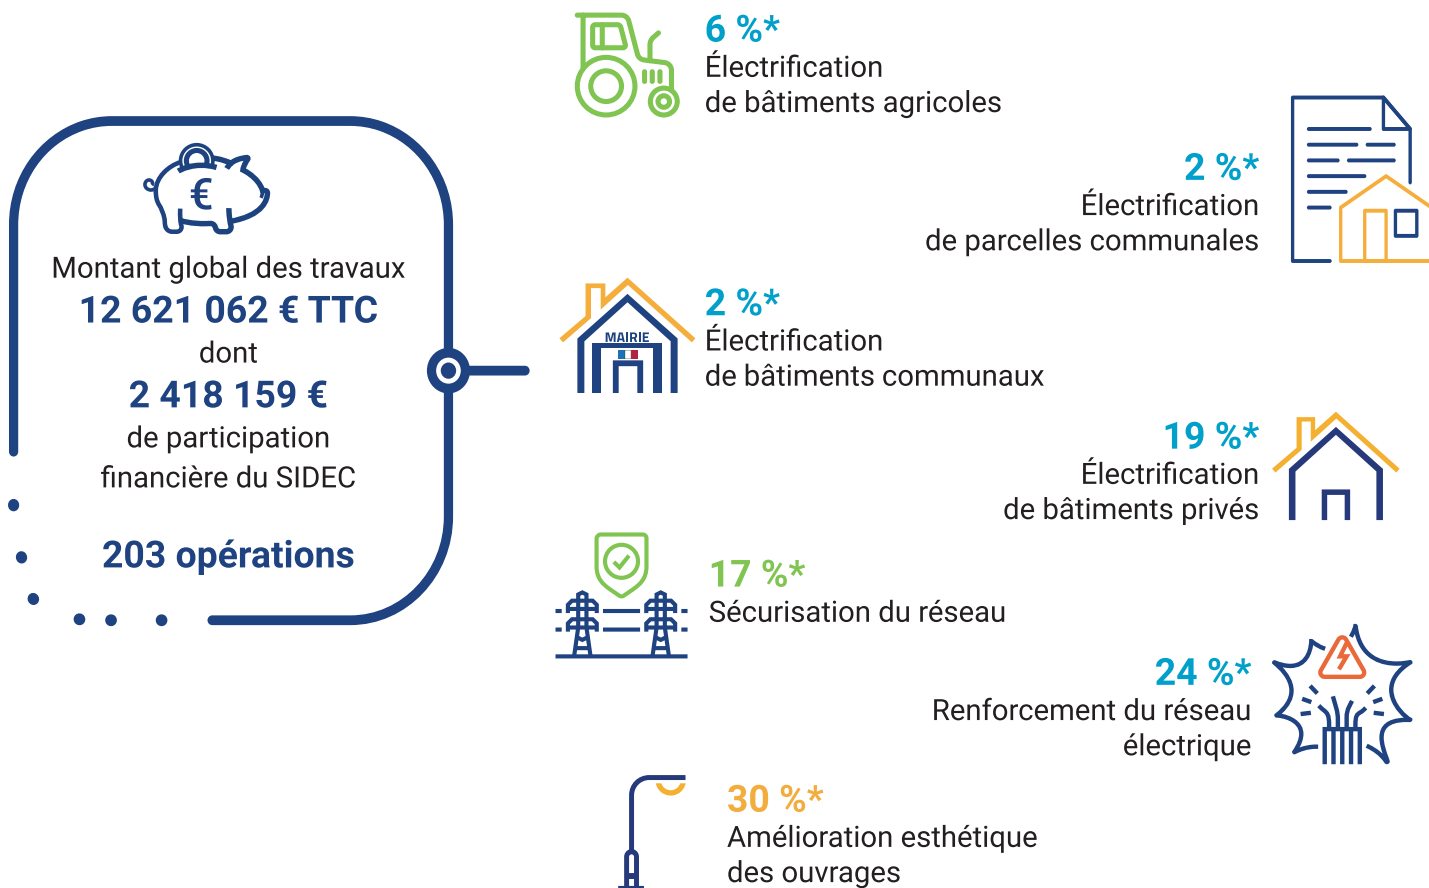 €
Montant global des travaux
12 621 062 € TTC
dont
2 418 159 €
de participation
financière du SIDEC
203 opérations
6 %*
Électrification
de bâtiments agricoles
2 %*
Électrification
de parcelles communales
MAIRIE
2 %*
Électrification
de bâtiments communaux
19 %*
Électrification
de bâtiments privés
17 %*
Sécurisation du réseau
24 %*
Renforcement du réseau
électrique
30 %*
Amélioration esthétique
des ouvrages